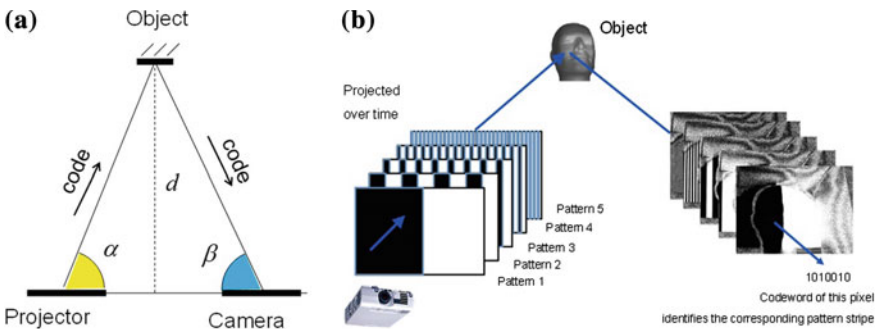 (a)
Object
code
code
d
α
β
Projector
Camera
(b)
Object
Projected
over time
Pattern 5
Pattern 4
Pattern 3
Pattern 2
Pattern 1
1010010
Codeword of this pixel
identifies the corresponding pattern stripe